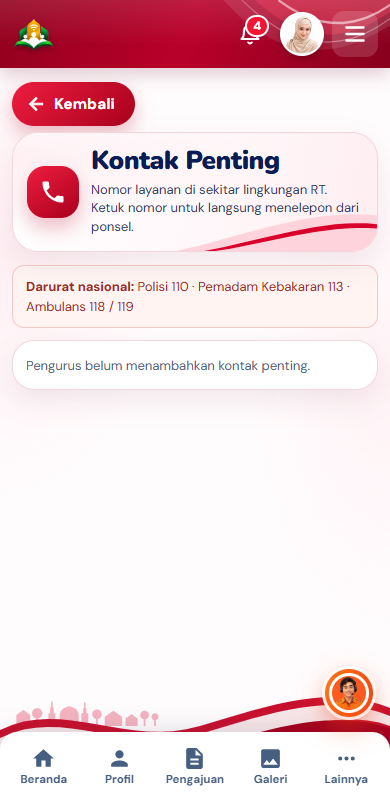 4
Kembali
Kontak Penting
Nomor layanan di sekitar lingkungan RT.
Ketuk nomor untuk langsung menelepon dari
ponsel.
Darurat nasional: Polisi 110 · Pemadam Kebakaran 113 ·
Ambulans 118 / 119
Pengurus belum menambahkan kontak penting.
Beranda
Profil
Pengajuan
Galeri
Lainnya